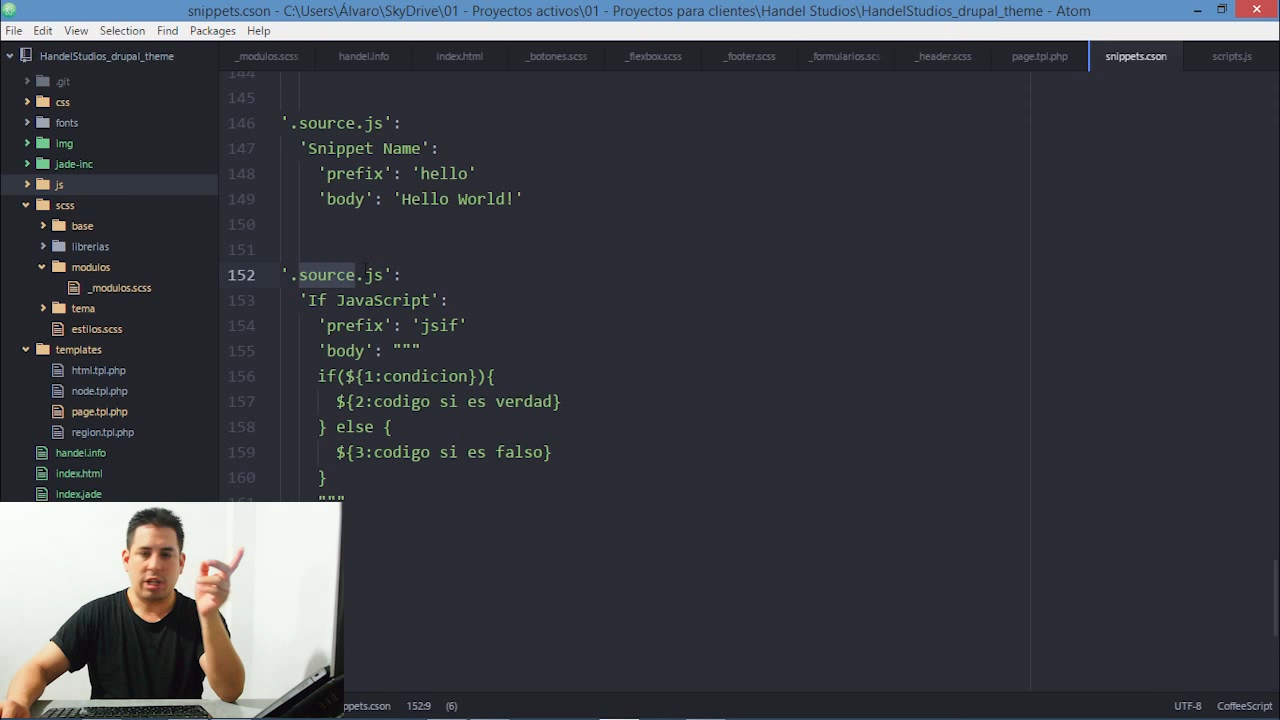 snippets.cson - C:\Users\Álvaro\SkyDrive\01 - Proyectos activos\01 - Proyectos para clientes\Handel Studios\HandelStudios_drupal_theme - Atom
File Edit View Selection Find Packages Help
HandelStudios_drupal_theme
.git
css
fonts
img
jade-inc
js
scss
base
librerias
modulos
_modulos.scss
tema
estilos.scss
templates
html.tpl.php
node.tpl.php
page.tpl.php
region.tpl.php
handel.info
index.html
index.jade
_modulos.scss handel.info index.html _botones.scss _flexbox.scss _footer.scss _formularios.scs _header.scss page.tpl.php snippets.cson scripts.js
144
145
146 '.source.js':
147 'Snippet Name':
148 'prefix': 'hello'
149 'body': 'Hello World!'
150
151
152 '.source.js':
153 'If JavaScript':
154 'prefix': 'jsif'
155 'body': """
156 if(${1:condicion}){
157 ${2:codigo si es verdad}
158 } else {
159 ${3:codigo si es falso}
160 }
161 """
ppets.cson 152:9 (6) UTF-8 CoffeeScript